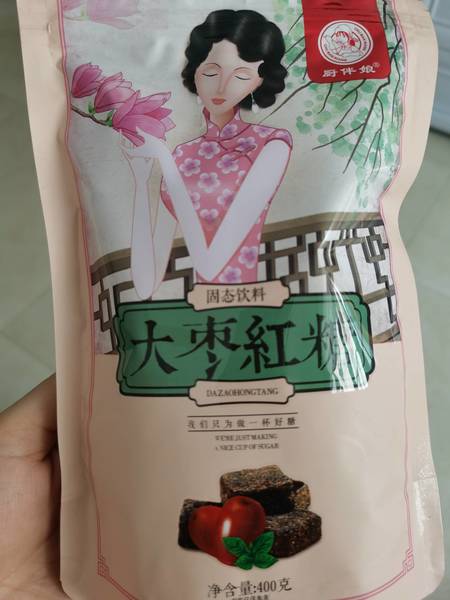 厨伴娘®
固态饮料
大枣紅糖
DAZAOHONGTANG
我们只为做一杯好糖
WE'RE JUST MAKING
A NICE CUP OF SUGAR
净含量:400克